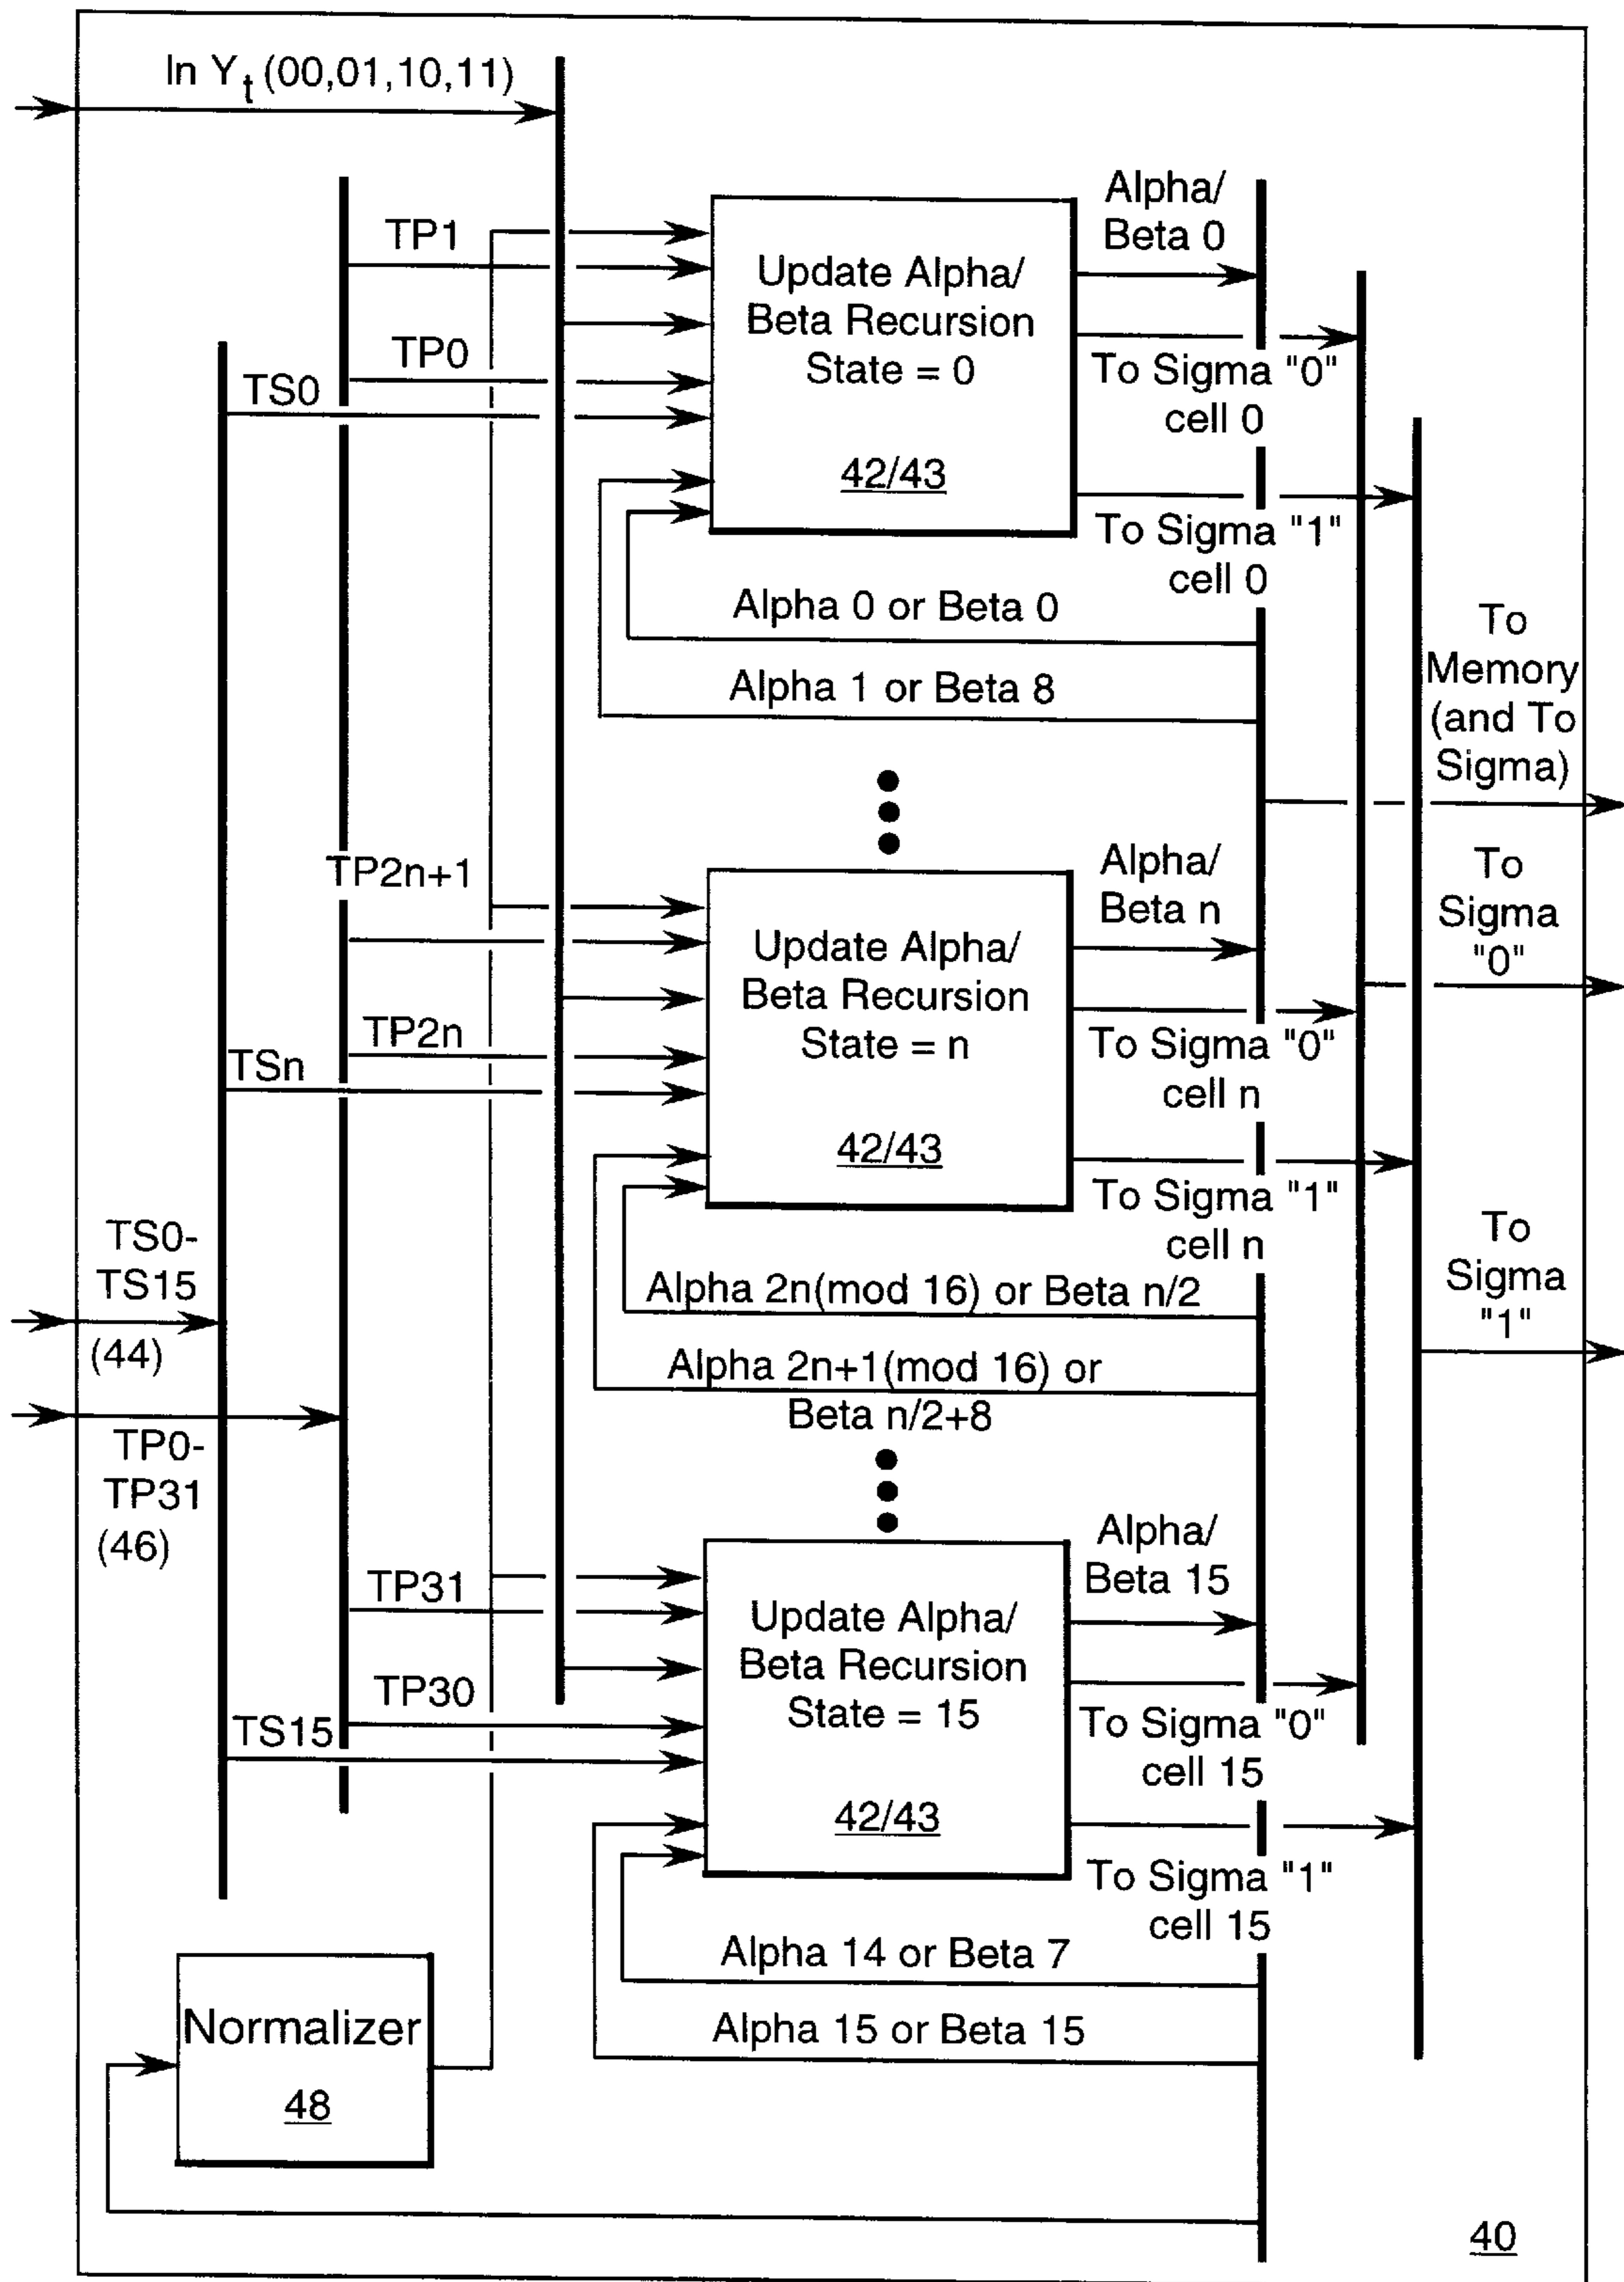 ln Yt (00,01,10,11)
TP1
TP0
TS0
Update Alpha/
Beta Recursion
State = 0
42/43
Alpha/
Beta 0
To Sigma "0"
cell 0
To Sigma "1"
cell 0
Alpha 0 or Beta 0
Alpha 1 or Beta 8
To
Memory
(and To
Sigma)
TP2n+1
TP2n
TSn
Update Alpha/
Beta Recursion
State = n
42/43
Alpha/
Beta n
To Sigma "0"
cell n
To Sigma "1"
cell n
To
Sigma
"0"
Alpha 2n(mod 16) or Beta n/2
Alpha 2n+1(mod 16) or
Beta n/2+8
To
Sigma
"1"
TS0-
TS15
(44)
TP0-
TP31
(46)
TP31
TP30
TS15
Update Alpha/
Beta Recursion
State = 15
42/43
Alpha/
Beta 15
To Sigma "0"
cell 15
To Sigma "1"
cell 15
Alpha 14 or Beta 7
Alpha 15 or Beta 15
Normalizer
48
40